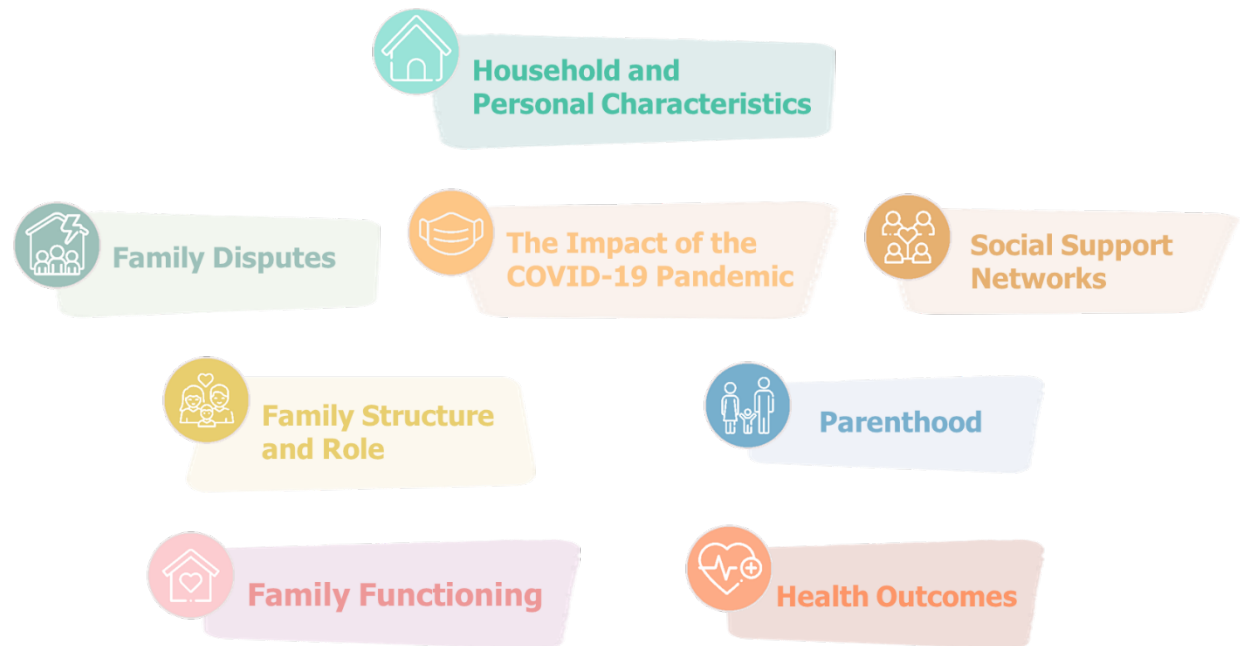 Household and
Personal Characteristics
Family Disputes
The Impact of the
COVID-19 Pandemic
Social Support
Networks
Family Structure
and Role
Parenthood
Family Functioning
Health Outcomes